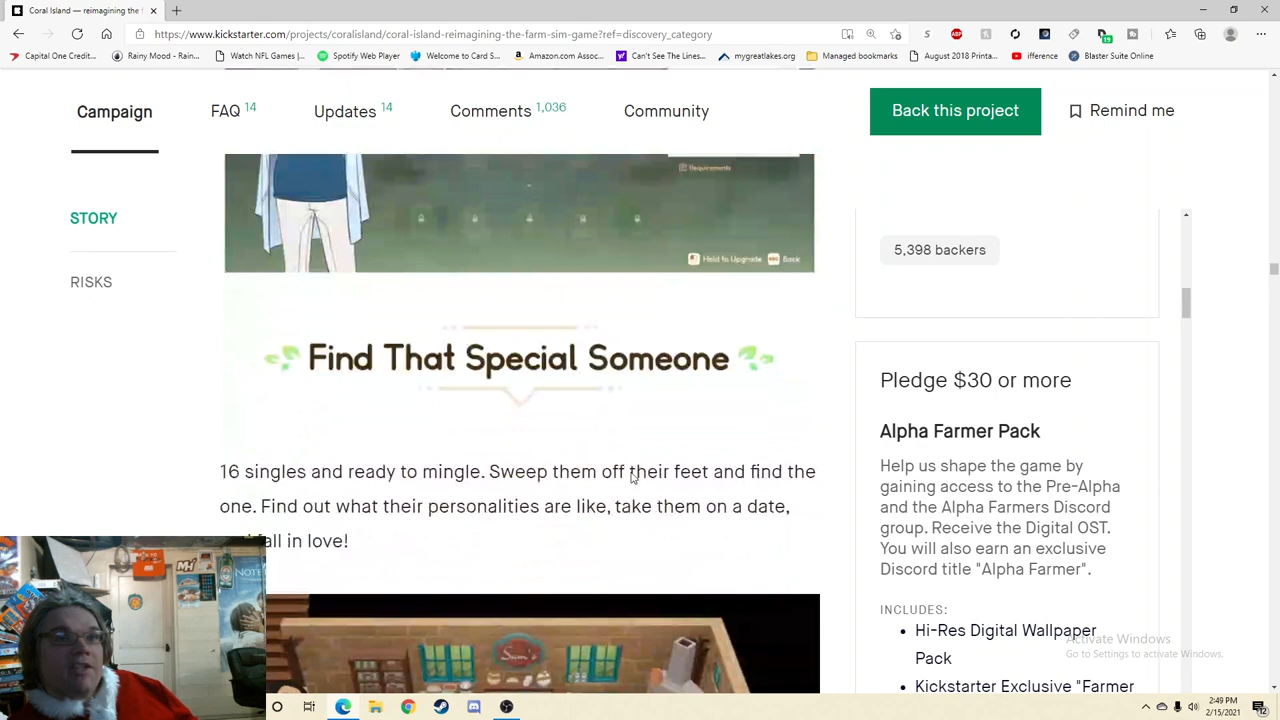 Coral Island — reimagining the f
https://www.kickstarter.com/projects/coralisland/coral-island-reimagining-the-farm-sim-game?ref=discovery_category
Capital One Credit... Rainy Mood - Rain... Watch NFL Games |... Spotify Web Player Welcome to Card S... Amazon.com Assoc... Can't See The Lines... mygreatlakes.org Managed bookmarks August 2018 Printa... ifference Blaster Suite Online
Campaign FAQ 14 Updates 14 Comments 1,036 Community Back this project Remind me
Requirements
STORY
5,398 backers
Hold to Upgrade Back
RISKS
Find That Special Someone
Pledge $30 or more
Alpha Farmer Pack
16 singles and ready to mingle. Sweep them off their feet and find the
one. Find out what their personalities are like, take them on a date,
all in love!
Help us shape the game by
gaining access to the Pre-Alpha
and the Alpha Farmers Discord
group. Receive the Digital OST.
You will also earn an exclusive
Discord title "Alpha Farmer".
INCLUDES:
Hi-Res Digital Wallpaper
Pack
Kickstarter Exclusive "Farmer
Activate Windows
Go to Settings to activate Windows.
Sam's
NOTE
2:49 PM
2/15/2021